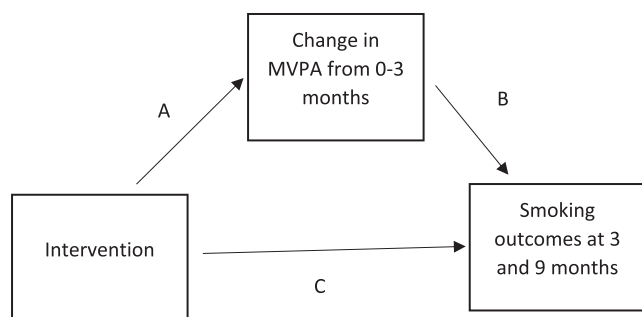 Change in
MVPA from 0-3
months
A
B
Intervention
Smoking
outcomes at 3
and 9 months
C